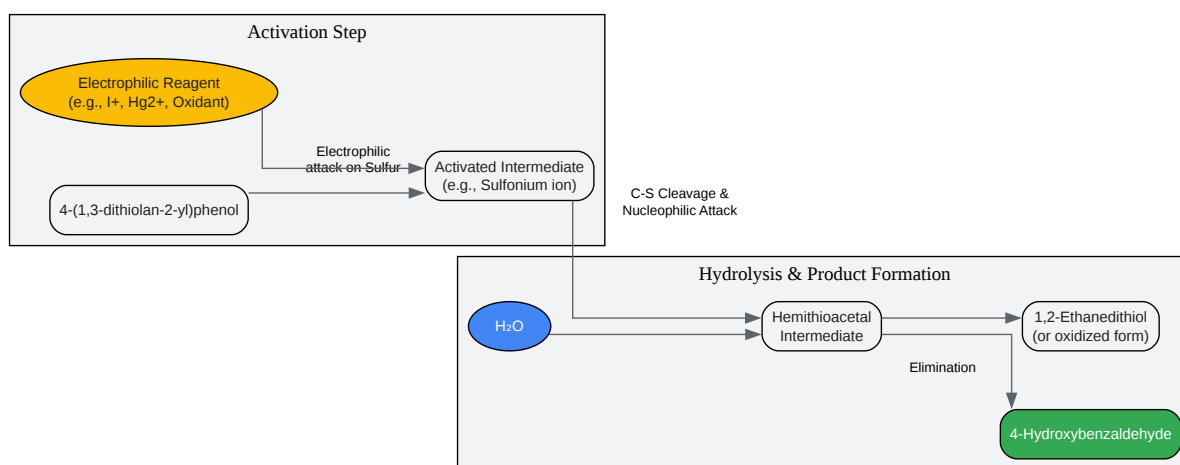 Activation Step
Electrophilic Reagent
(e.g., I+, Hg2+, Oxidant)
Electrophilic
attack on Sulfur
Activated Intermediate
(e.g., Sulfonium ion)
4-(1,3-dithiolan-2-yl)phenol
C-S Cleavage &
Nucleophilic Attack
Hydrolysis & Product Formation
H₂O
Hemithioacetal
Intermediate
1,2-Ethanedithiol
(or oxidized form)
Elimination
4-Hydroxybenzaldehyde